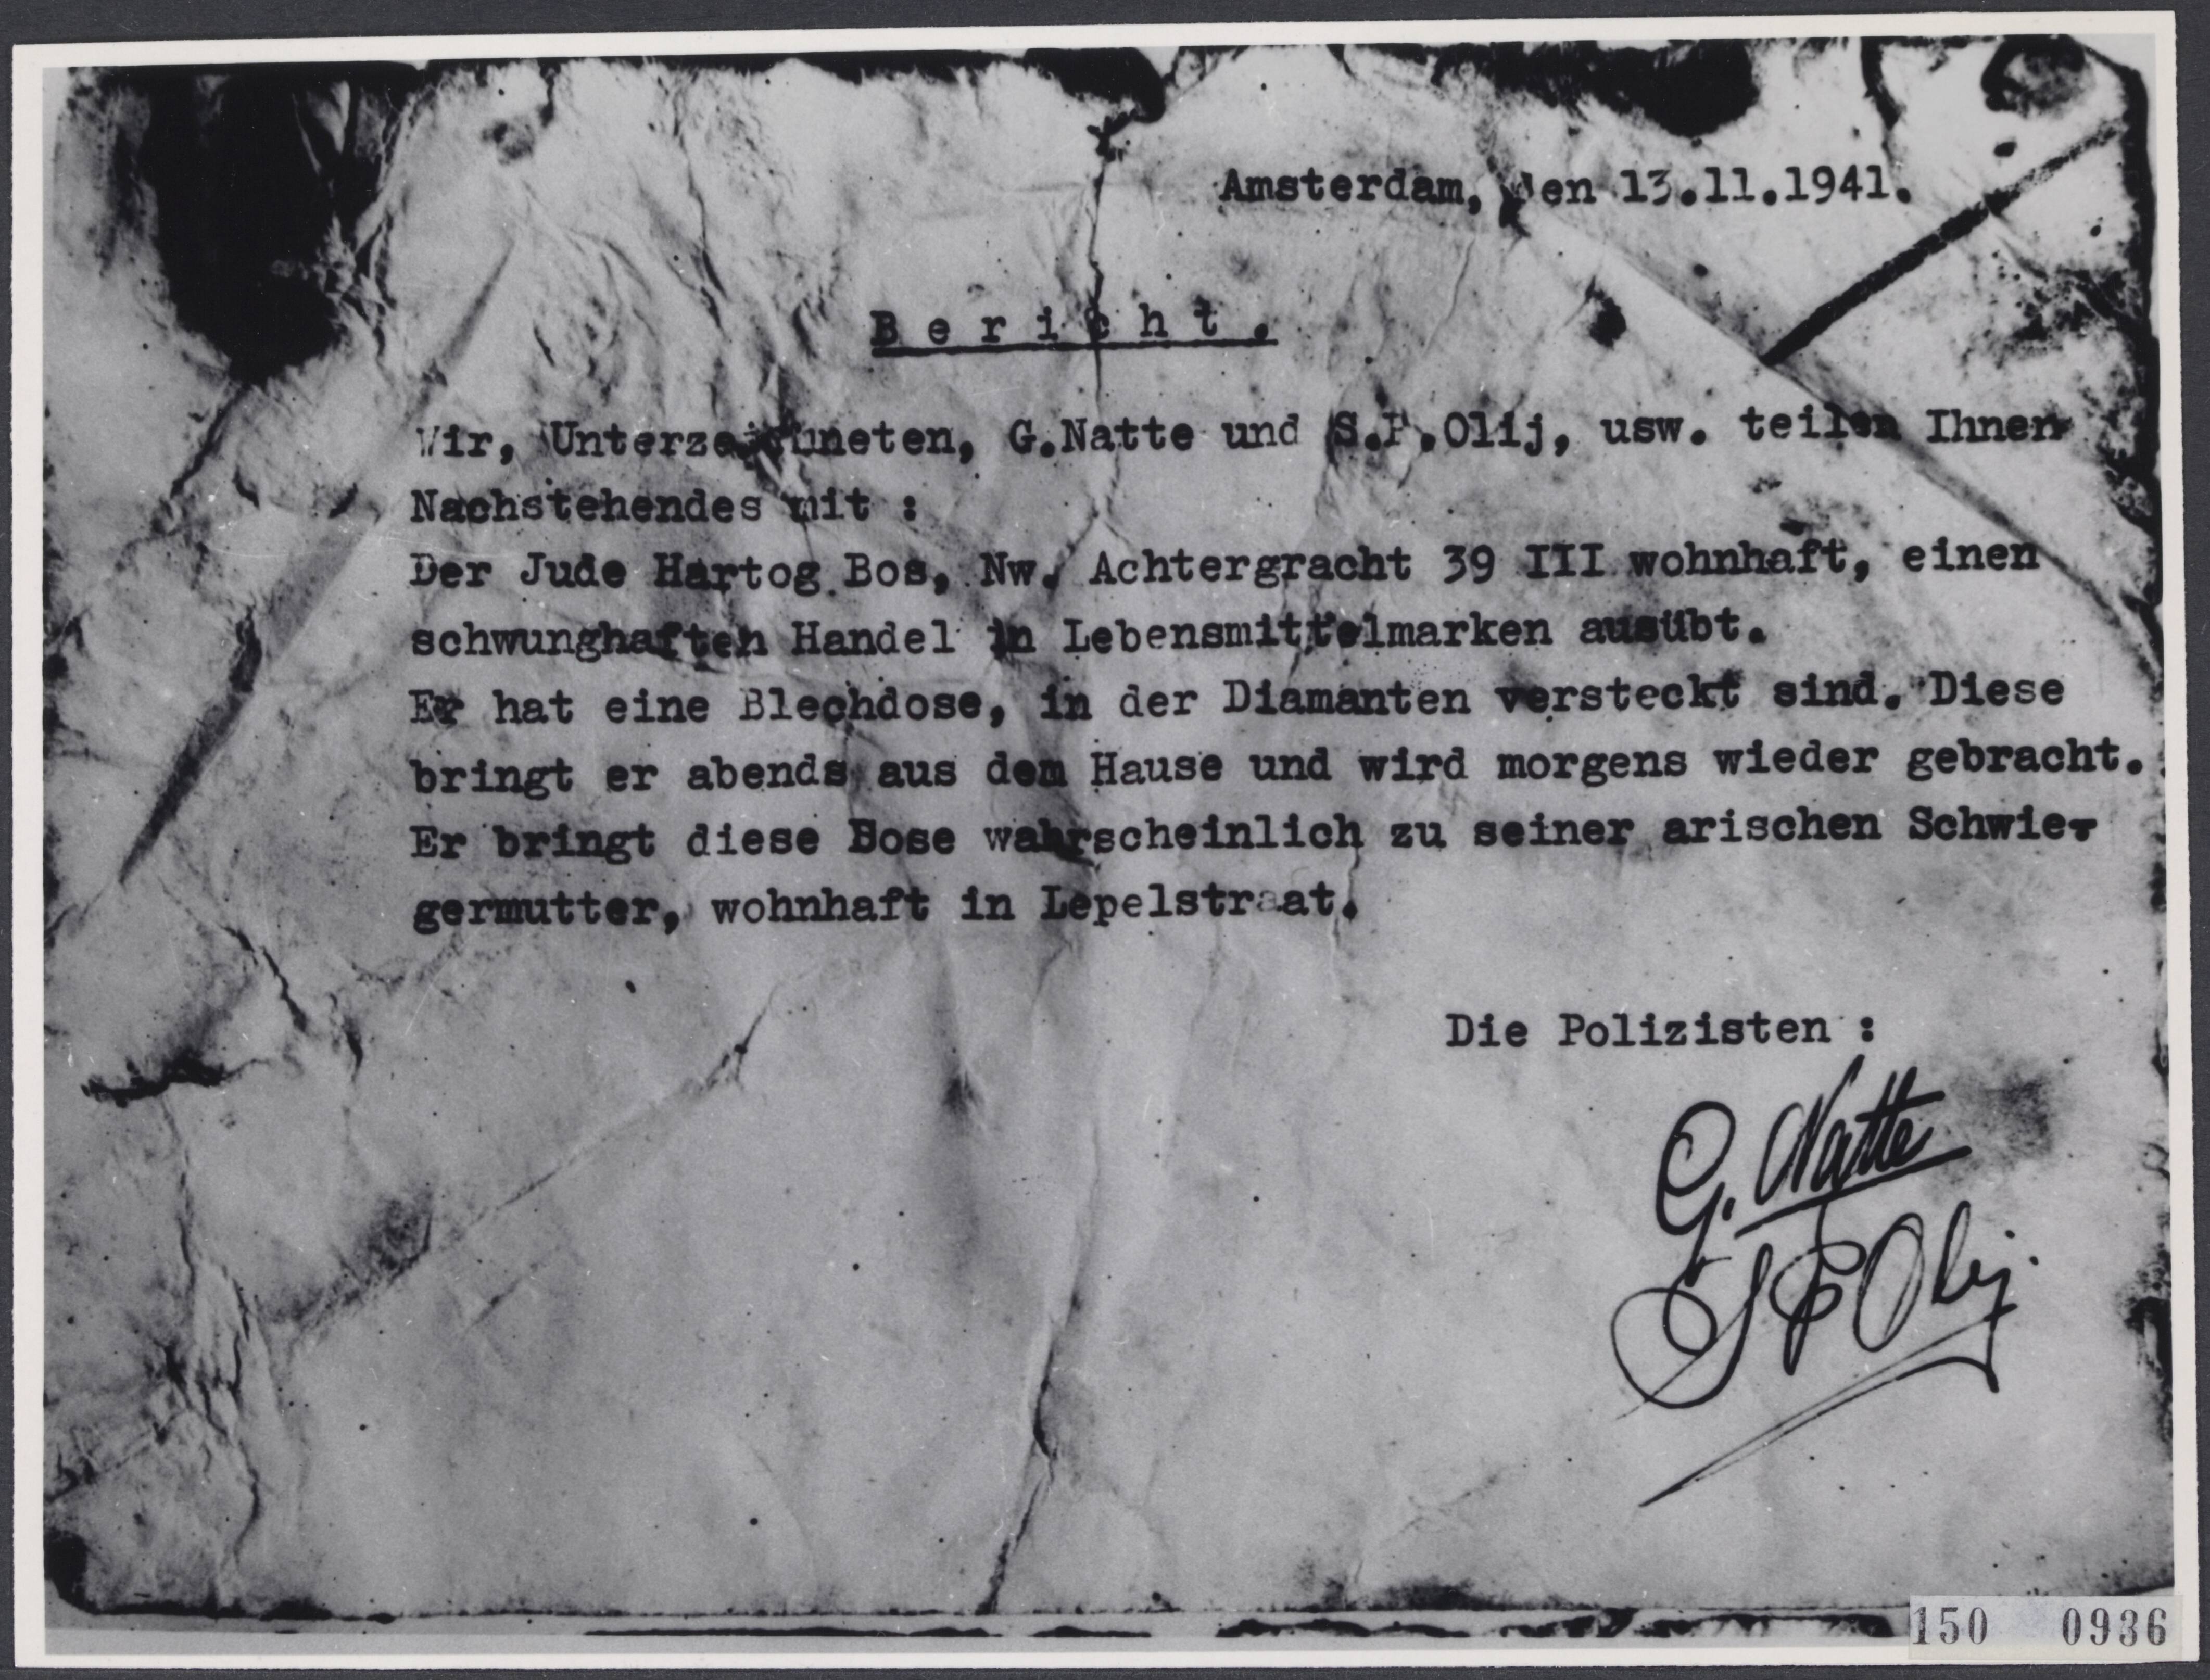 Amsterdam, den 13.11.1941.
Bericht.
Wir, Unterzeichneten, G.Natte und S.P.Olij, usw. teilen Ihnen
Nachstehendes mit :
Der Jude Hartog Bos, Nw. Achtergracht 39 III wohnhaft, einen
schwunghaften Handel in Lebensmittelmarken ausübt.
Er hat eine Blechdose, in der Diamanten versteckt sind. Diese
bringt er abends aus dem Hause und wird morgens wieder gebracht.
Er bringt diese Dose wahrscheinlich zu seiner arischen Schwie-
germutter, wohnhaft in Lepelstraat.
Die Polizisten :
G. Natte
S P Olij.
150 0936